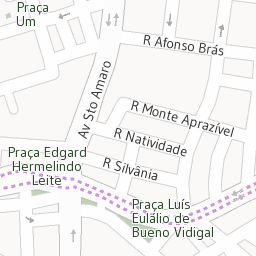 Praça
Um
R Afonso Brás
Av Sto Amaro
R Monte Aprazível
R Natividade
Praça Edgard
Hermelindo
Leite
R Silvânia
Praça Luís
Eulálio de
Bueno Vidigal